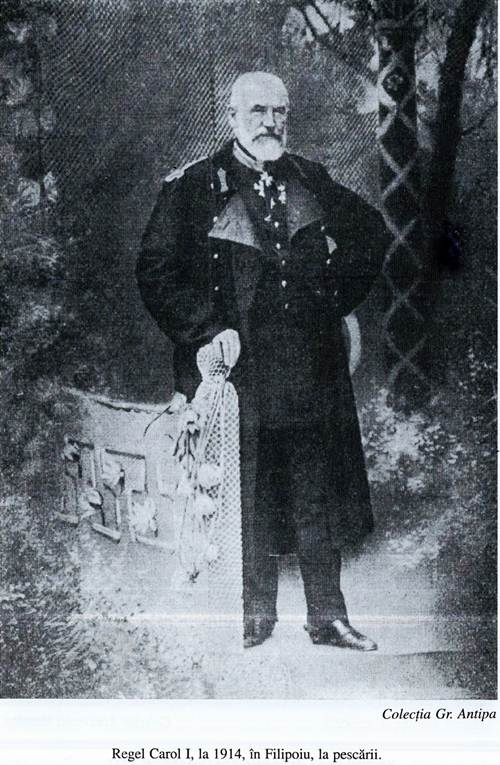 Colecția Gr. Antipa
Regel Carol I, la 1914, în Filipoiu, la pescării.